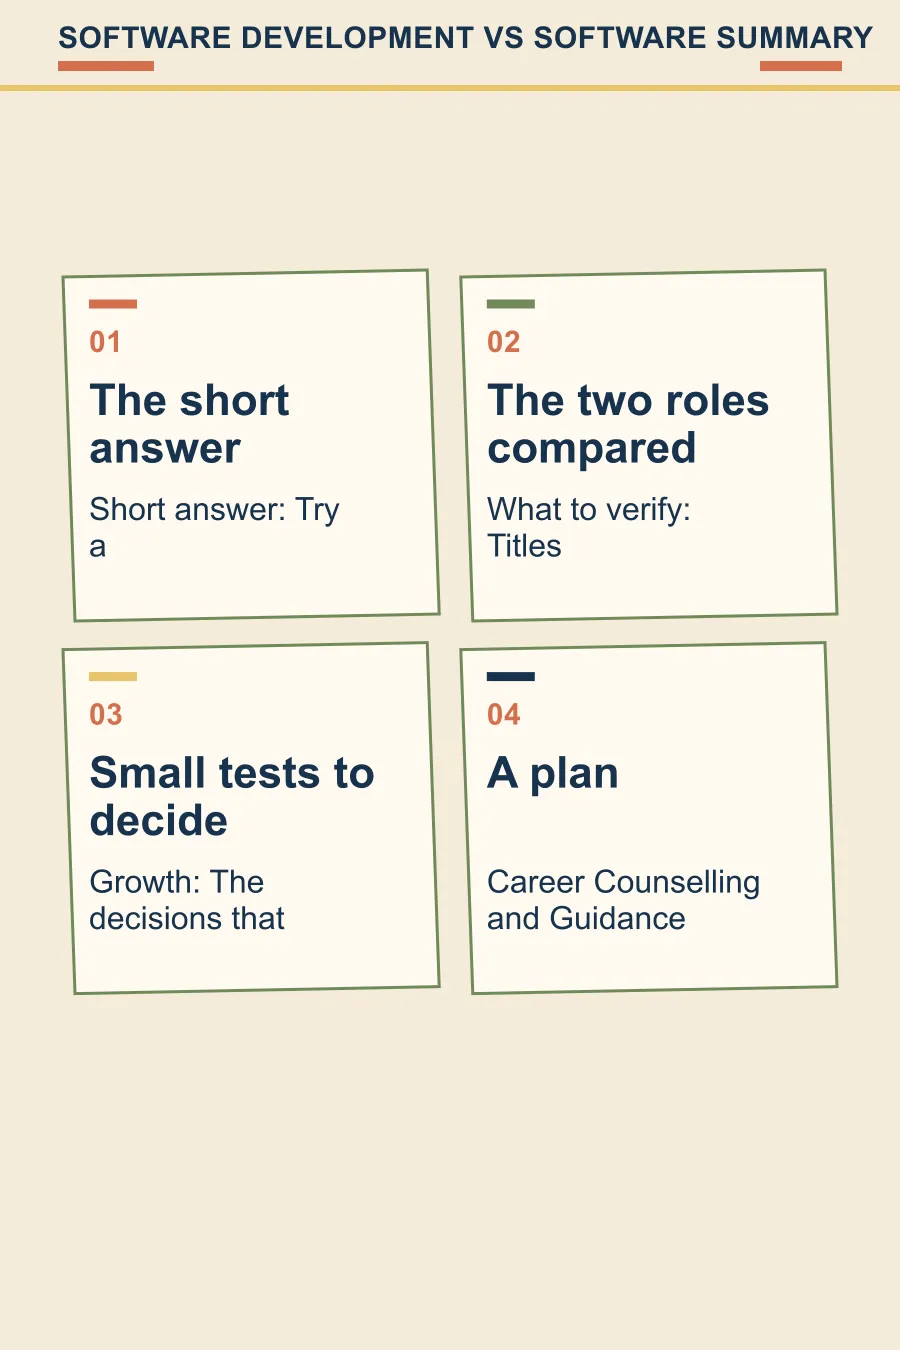 SOFTWARE DEVELOPMENT VS SOFTWARE SUMMARY
01
The short
answer
Short answer: Try
a
02
The two roles
compared
What to verify:
Titles
03
Small tests to
decide
Growth: The
decisions that
04
A plan
Career Counselling
and Guidance